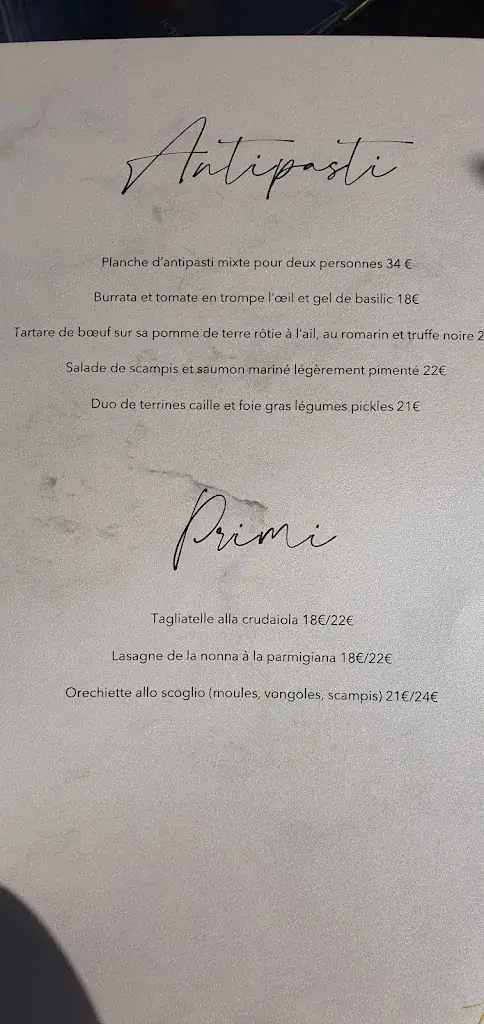 Antipasti
Planche d'antipasti mixte pour deux personnes 34 €
Burrata et tomate en trompe l'œil et gel de basilic 18€
Tartare de bœuf sur sa pomme de terre rôtie à l'ail, au romarin et truffe noire
Salade de scampis et saumon mariné légèrement pimenté 22€
Duo de terrines caille et foie gras légumes pickles 21€
Primi
Tagliatelle alla crudaiola 18€/22€
Lasagne de la nonna à la parmigiana 18€/22€
Orechiette allo scoglio (moules, vongoles, scampis) 21€/24€